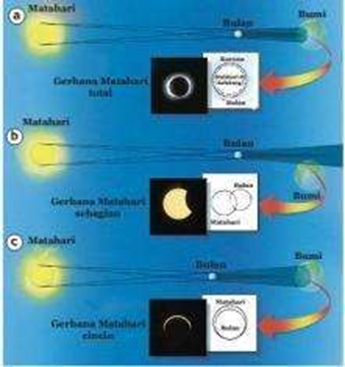 a
Matahari
Bulan
Bumi
Gerhana Matahari
total
Korona
Bulan
b
Matahari
Bulan
Bumi
Gerhana Matahari
sebagian
Bulan
Matahari
c
Matahari
Bulan
Bumi
Gerhana Matahari
cincin
Matahari
Bulan